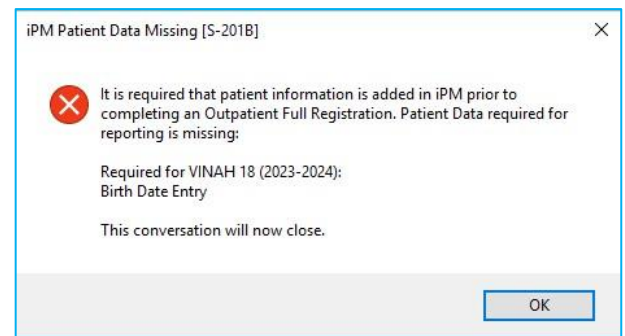 iPM Patient Data Missing [S-201B]
It is required that patient information is added in iPM prior to
completing an Outpatient Full Registration. Patient Data required for
reporting is missing:
Required for VINAH 18 (2023-2024):
Birth Date Entry
This conversation will now close.
OK